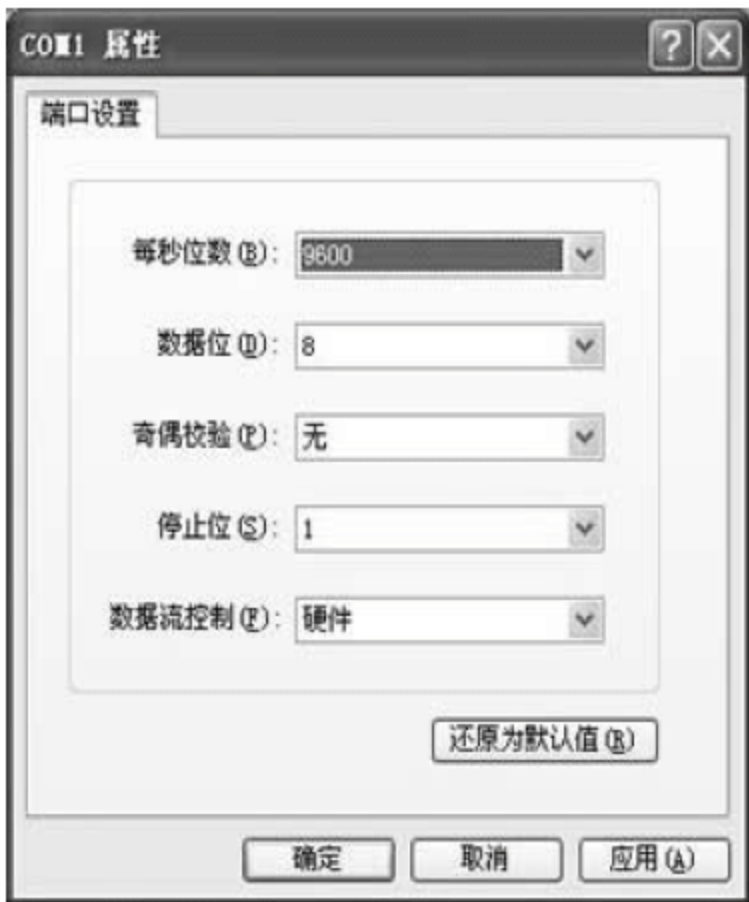 COM1 属性
端口设置
每秒位数(B): 9600
数据位(D): 8
奇偶校验(P): 无
停止位(S): 1
数据流控制(F): 硬件
还原为默认值(R)
确定 取消 应用(A)